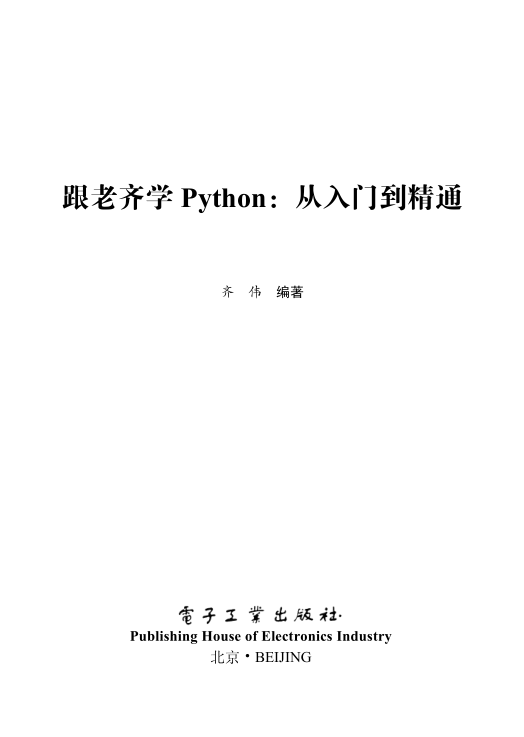 跟老齐学 Python：从入门到精通
齐 伟 编著
電子工業出版社·
Publishing House of Electronics Industry
北京·BEIJING